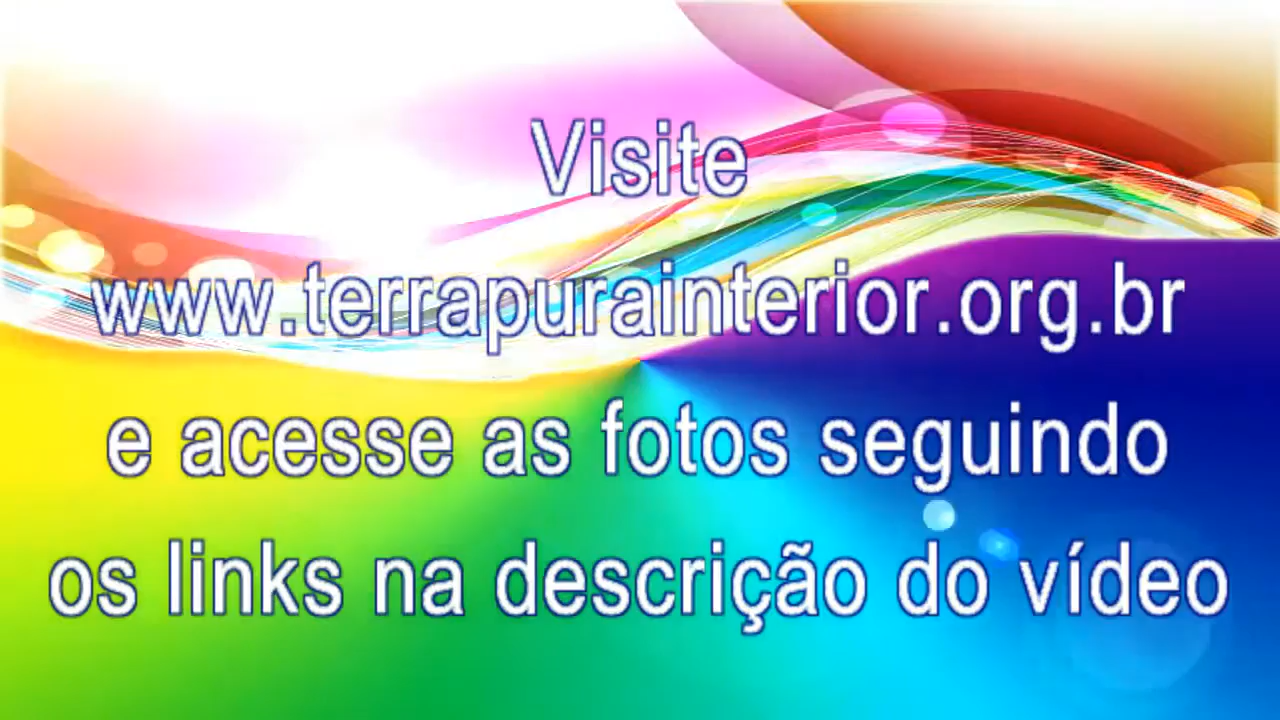 Visite
www.terrapurainterior.org.br
e acesse as fotos seguindo
os links na descrição do vídeo